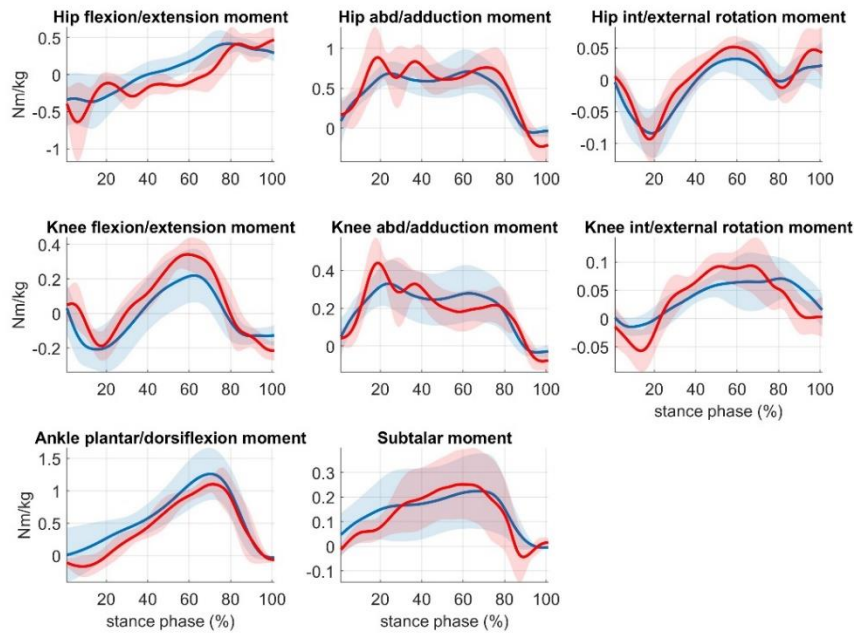 Hip flexion/extension moment
Nm/kg
0.5
0
-0.5
-1
20 40 60 80 100
Hip abd/adduction moment
1
0.5
0
20 40 60 80 100
Hip int/external rotation moment
0.05
0
-0.05
-0.1
20 40 60 80 100
Knee flexion/extension moment
Nm/kg
0.4
0.2
0
-0.2
20 40 60 80 100
Knee abd/adduction moment
0.4
0.2
0
20 40 60 80 100
Knee int/external rotation moment
0.1
0.05
0
-0.05
20 40 60 80 100
stance phase (%)
Ankle plantar/dorsiflexion moment
Nm/kg
1.5
1
0.5
0
20 40 60 80 100
stance phase (%)
Subtalar moment
0.3
0.2
0.1
0
-0.1
20 40 60 80 100
stance phase (%)